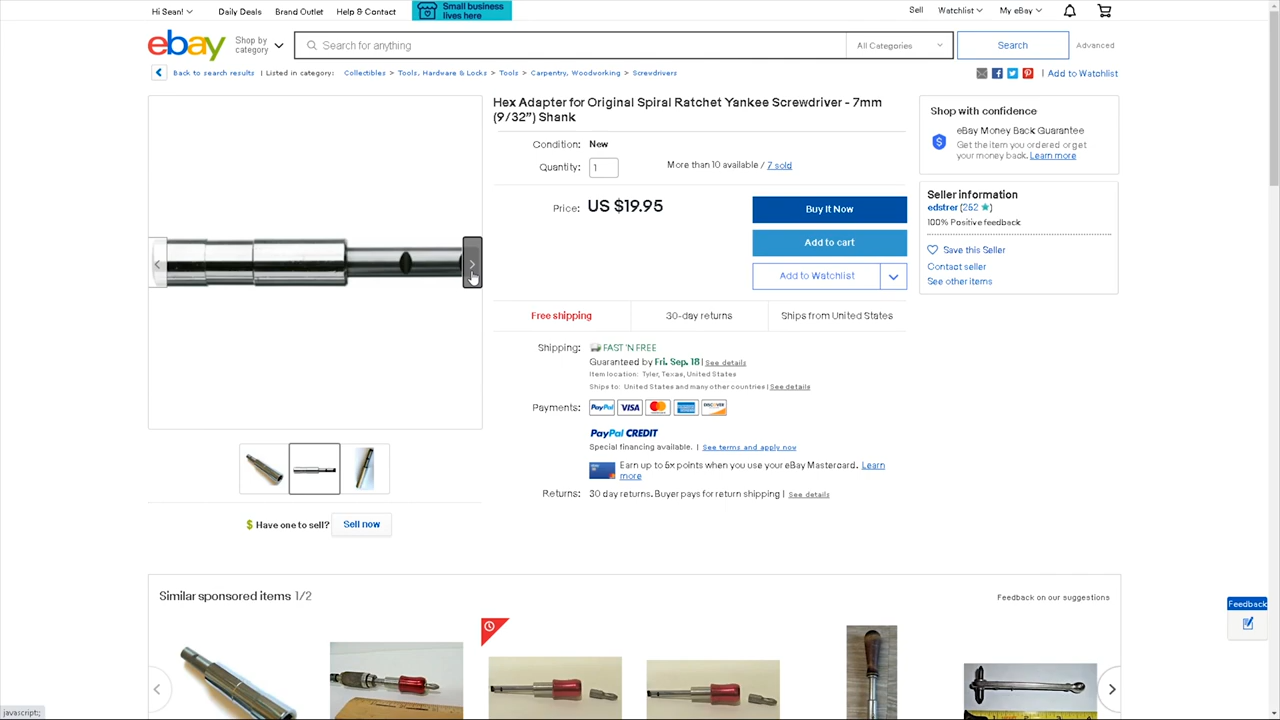 Hi Sean!
Daily Deals
Brand Outlet
Help & Contact
Small business
lives here
Sell
Watchlist
My eBay
ebay
Shop by
category
Search for anything
All Categories
Search
Advanced
Back to search results | Listed in category: Collectibles > Tools, Hardware & Locks > Tools > Carpentry, Woodworking > Screwdrivers
| Add to Watchlist
Hex Adapter for Original Spiral Ratchet Yankee Screwdriver - 7mm
(9/32”) Shank
Condition: New
Quantity: 1
More than 10 available / 7 sold
Price: US $19.95
Buy It Now
Add to cart
Add to Watchlist
Free shipping
30-day returns
Ships from United States
Shipping: FAST 'N FREE
Guaranteed by Fri. Sep. 18 | See details
Item location: Tyler, Texas, United States
Ships to: United States and many other countries | See details
Payments: PayPal VISA DISCOVER
PayPal CREDIT
Special financing available. | See terms and apply now
Earn up to 5x points when you use your eBay Mastercard. Learn
more
Returns: 30 day returns. Buyer pays for return shipping | See details
Shop with confidence
eBay Money Back Guarantee
Get the item you ordered or get
your money back. Learn more
Seller information
edstrer (252)
100% Positive feedback
Save this Seller
Contact seller
See other items
$ Have one to sell?
Sell now
Similar sponsored items 1/2
Feedback on our suggestions
Feedback
javascript:;